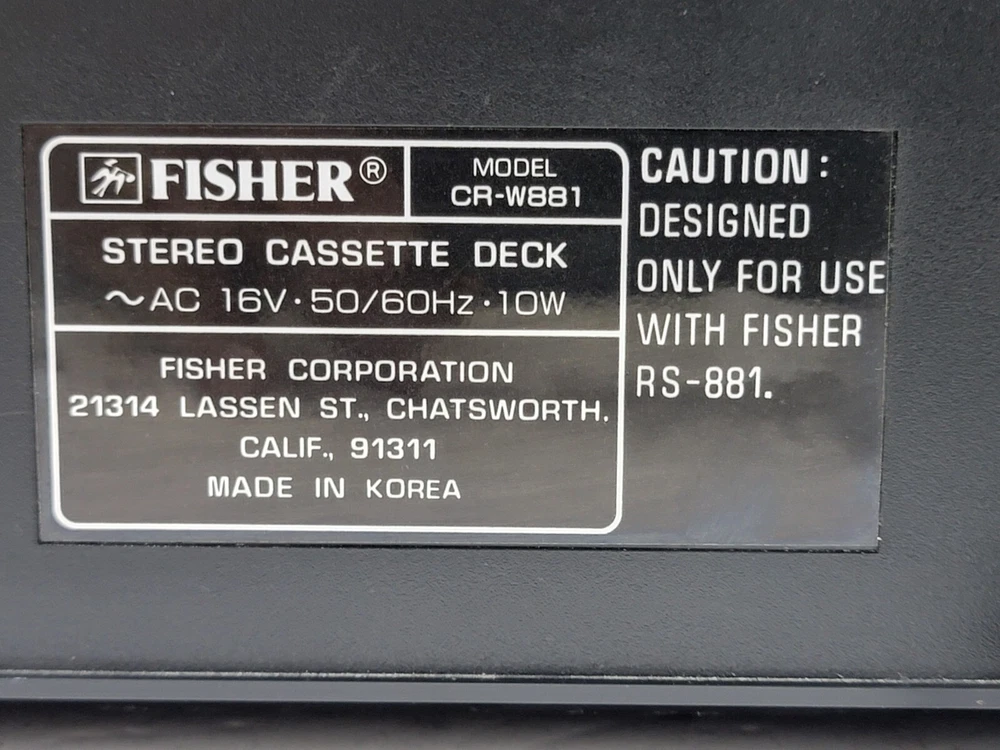 FISHER®
MODEL
CR-W881
STEREO CASSETTE DECK
~AC 16V·50/60Hz·10W
FISHER CORPORATION
21314 LASSEN ST., CHATSWORTH.
CALIF., 91311
MADE IN KOREA
CAUTION:
DESIGNED
ONLY FOR USE
WITH FISHER
RS-881.